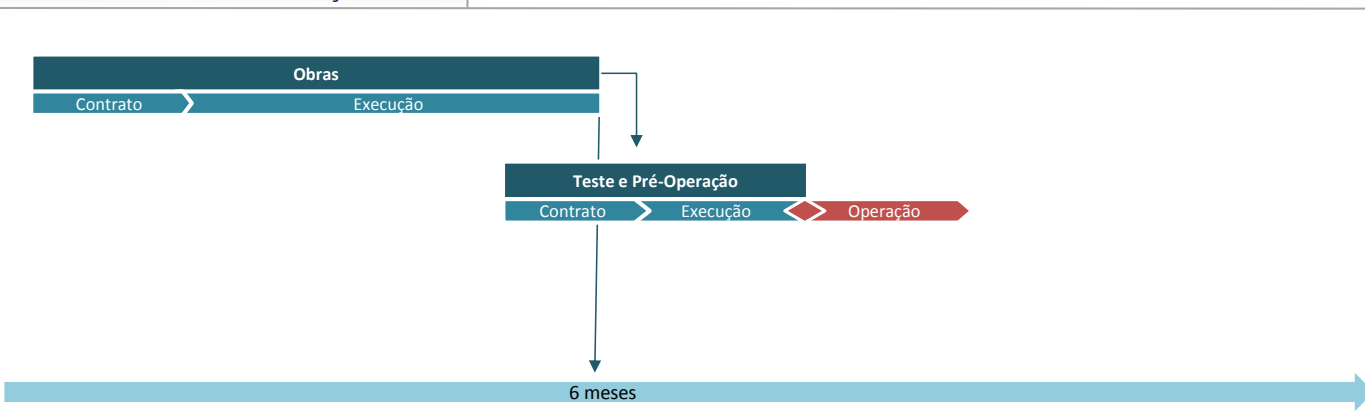 Obras
Contrato
Execução
Teste e Pré-Operação
Contrato
Execução
Operação
6 meses